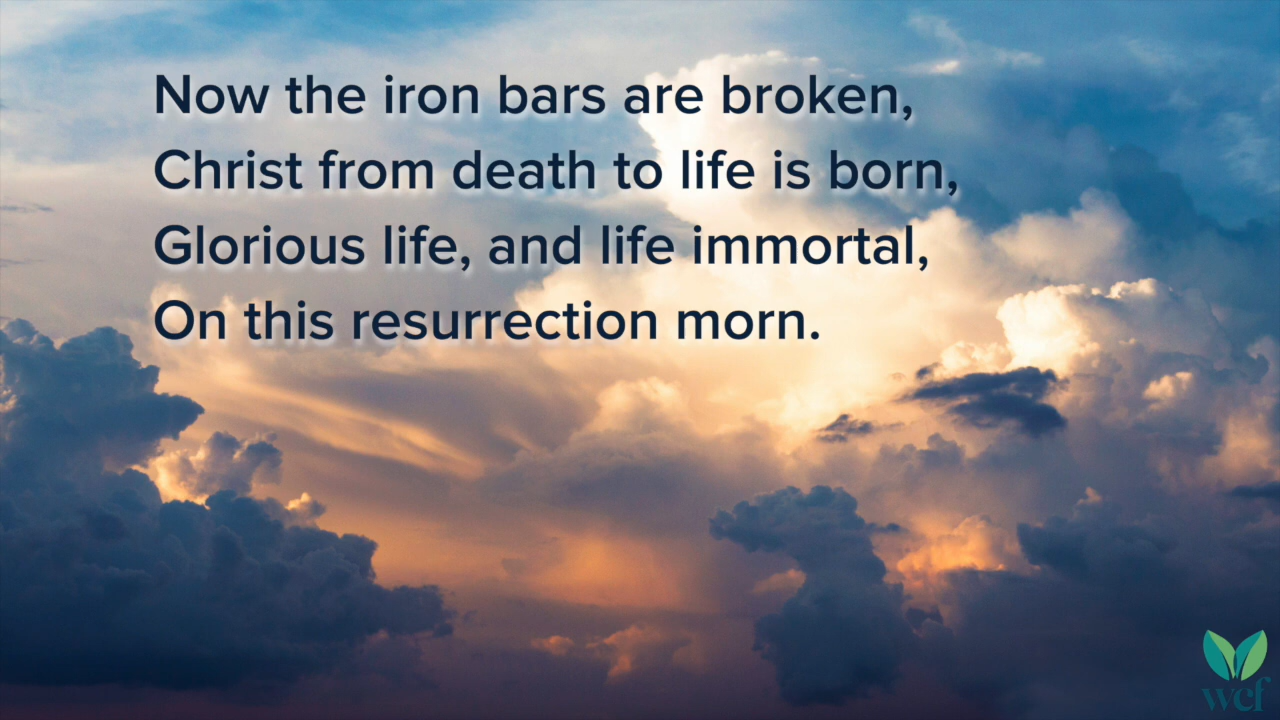 Now the iron bars are broken,
Christ from death to life is born,
Glorious life, and life immortal,
On this resurrection morn.
wcf